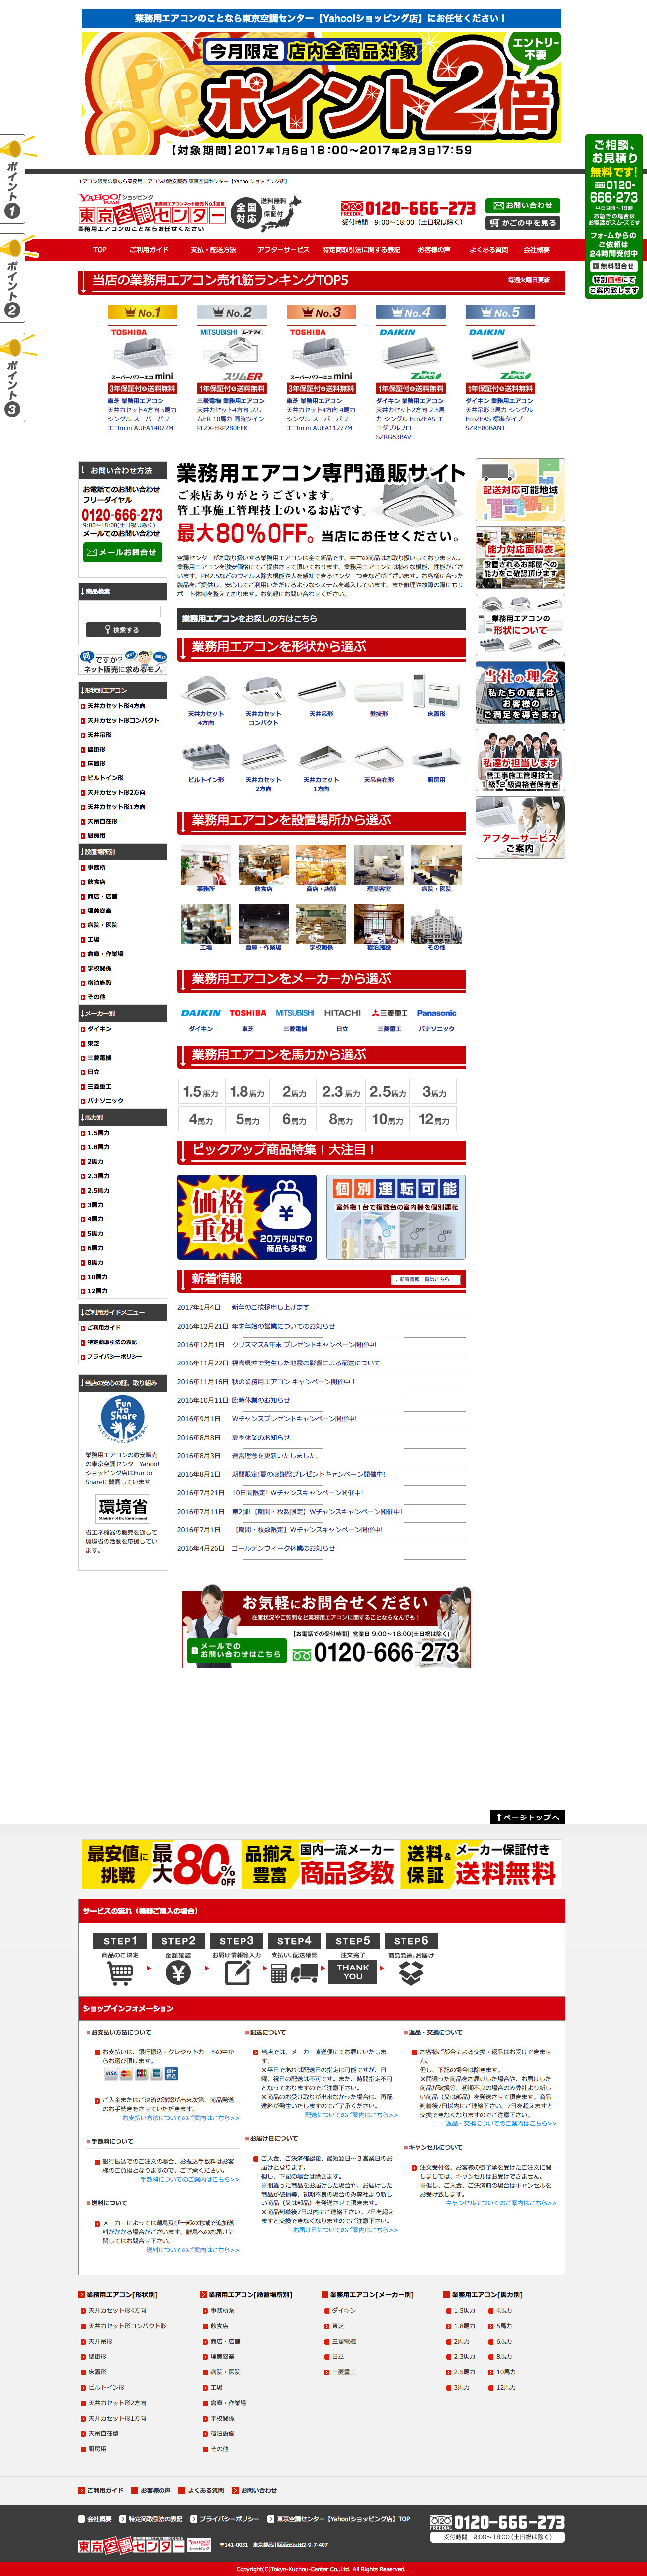 業務用エアコンのことなら東京空調センター【Yahoo!ショッピング店】にお任せください！
今月限定 店内全商品対象
エントリー不要
ポイント2倍
【対象期間】2017年1月6日 18：00〜2017年2月3日 17：59
ポイント1
ポイント2
ポイント3
ご相談、
お見積り
無料です！
0120-
666-273
平日9時〜18時
お急ぎの場合は
お電話がスムーズです
フォームからの
ご依頼は
24時間受付中
無料問合せ
特別価格にて
ご案内致します
エアコン販売の事なら業務用エアコンの激安販売 東京空調センター【Yahoo!ショッピング店】
YAHOO! ショッピング
JAPAN
業務用エアコンネット販売No.1宣言
東京空調センター
業務用エアコンのことならお任せください
全国対応
送料無料
&
保証付
FREEDIAL 0120-666-273
受付時間 9:00〜18:00（土日祝は除く）
お問い合わせ
かごの中を見る
TOP ご利用ガイド 支払・配送方法 アフターサービス 特定商取引法に関する表記 お客様の声 よくある質問 会社概要
当店の業務用エアコン売れ筋ランキングTOP5
毎週火曜日更新
No.1 No.2 No.3 No.4 No.5
TOSHIBA
スーパーパワーエコmini
3年保証付&送料無料
東芝 業務用エアコン
天井カセット4方向 5馬力
シングル スーパーパワー
エコmini AUEA14077M
MITSUBISHI
スリムER
1年保証付&送料無料
三菱電機 業務用エアコン
天井カセット4方向 スリ
ムER 10馬力 同時ツイン
PLZX-ERP280EEK
TOSHIBA
スーパーパワーエコmini
3年保証付&送料無料
東芝 業務用エアコン
天井カセット4方向 4馬力
シングル スーパーパワー
エコmini AUEA11277M
DAIKIN
Eco ZEAS
1年保証付&送料無料
ダイキン 業務用エアコン
天井カセット2方向 2.5馬
力 シングル EcoZEAS エ
コダブルフロー
SZRG63BAV
DAIKIN
Eco ZEAS
1年保証付&送料無料
ダイキン 業務用エアコン
天井吊形 3馬力 シングル
EcoZEAS 標準タイプ
SZRH80BANT
お問い合わせ方法
お電話でのお問い合わせ
フリーダイヤル
0120-666-273
9:00〜18:00(土日祝は除く)
メールでのお問い合わせ
メールお問合せ
商品検索
検索する
何ですか？
ネット販売に求めるモノ。
形状別エアコン
天井カセット形4方向
天井カセット形コンパクト
天井吊形
壁掛形
床置形
ビルトイン形
天井カセット形2方向
天井カセット形1方向
天吊自在形
厨房用
設置場所別
事務所
飲食店
商店・店舗
理美容室
病院・医院
工場
倉庫・作業場
学校関係
宿泊施設
その他
メーカー別
ダイキン
東芝
三菱電機
日立
三菱重工
パナソニック
馬力別
1.5馬力
1.8馬力
2馬力
2.3馬力
2.5馬力
3馬力
4馬力
5馬力
6馬力
8馬力
10馬力
12馬力
ご利用ガイドメニュー
ご利用ガイド
特定商取引法の表記
プライバシーポリシー
当店の安心の証、取り組み
Fun to Share
業務用エアコンの激安販売
の東京空調センターYahoo!
ショッピング店はFun to
Shareに賛同しています
環境省
Ministry of the Environment
省エネ機器の販売を通して
環境省の活動を応援してい
ます。
業務用エアコン専門通販サイト
ご来店ありがとうございます。
管工事施工管理技士のいるお店です。
最大80%OFF。当店にお任せください。
空調センターがお取り扱いする業務用エアコンは全て新品です。中古の商品はお取り扱いしておりません。
業務用エアコンを激安価格にてご提供させて頂いております。業務用エアコンには様々な機能、性能がござ
います。PM2.5などのウィルス除去機能や人を感知できるセンターつきなどがございます。お客様に合った
製品をご提供し、安心してご利用いただけるようなシステムを導入しています。また修理や故障の際にもサ
ポート体制を整えております。お気軽にお問い合わせください。
業務用エアコンをお探しの方はこちら
業務用エアコンを形状から選ぶ
天井カセット
4方向
天井カセット
コンパクト
天井吊形
壁掛形
床置形
ビルトイン形
天井カセット
2方向
天井カセット
1方向
天吊自在形
厨房用
業務用エアコンを設置場所から選ぶ
事務所 飲食店 商店・店舗 理美容室 病院・医院
工場 倉庫・作業場 学校関係 宿泊施設 その他
業務用エアコンをメーカーから選ぶ
DAIKIN TOSHIBA MITSUBISHI HITACHI 三菱重工 Panasonic
ダイキン 東芝 三菱電機 日立 三菱重工 パナソニック
業務用エアコンを馬力から選ぶ
1.5馬力 1.8馬力 2馬力 2.3馬力 2.5馬力 3馬力
4馬力 5馬力 6馬力 8馬力 10馬力 12馬力
ピックアップ商品特集！大注目！
価格重視
20万円以下の
商品も多数
個別運転可能
室外機1台で複数台の室内機を個別運転
ON OFF OFF
新着情報
新着情報一覧はこちら
2017年1月4日 新年のご挨拶申し上げます
2016年12月21日 年末年始の営業についてのお知らせ
2016年12月1日 クリスマス&年末 プレゼントキャンペーン開催中!
2016年11月22日 福島県沖で発生した地震の影響による配送について
2016年11月16日 秋の業務用エアコン キャンペーン開催中！
2016年10月11日 臨時休業のお知らせ
2016年9月1日 Wチャンスプレゼントキャンペーン開催中!
2016年8月8日 夏季休業のお知らせ。
2016年8月3日 運営理念を更新いたしました。
2016年8月1日 期間限定!夏の感謝祭プレゼントキャンペーン開催中!
2016年7月21日 10日間限定! Wチャンスキャンペーン開催中!
2016年7月11日 第2弾!【期間・枚数限定】Wチャンスキャンペーン開催中!
2016年7月1日 【期間・枚数限定】Wチャンスキャンペーン開催中!
2016年4月26日 ゴールデンウィーク休業のお知らせ
配送対応可能地域
能力対応面積表
設置されるお部屋への
能力をご確認頂けます
業務用エアコンの
形状について
当社の理念
私たちの成長は
お客様の
ご満足を導きます
私達が担当します
管工事施工管理技士
1級、2級資格者保有者
アフターサービス
ご案内
お気軽にお問合せください
在庫状況やご質問など業務用エアコンに関することならなんでも！
メールでの
お問い合わせはこちら
【お電話での受付時間】営業日 9:00〜18:00(土日祝は除く)
0120-666-273
↑ページトップへ
最安値に挑戦 最大80%OFF
品揃え豊富 国内一流メーカー 商品多数
送料&保証 メーカー保証付き 送料無料
サービスの流れ（機器ご購入の場合）
STEP1 STEP2 STEP3 STEP4 STEP5 STEP6
商品のご決定 金額確認 お届け情報等入力 支払い、配送確認 注文完了 商品発送、お届け
THANK YOU
ショップインフォメーション
お支払い方法について
お支払いは、銀行振込・クレジットカードの中か
らお選び頂けます。
VISA
JCB
銀行振込
ご入金またはご決済の確認が出来次第、商品発送
のお手続きをさせていただきます。
お支払い方法についてのご案内はこちら>>
手数料について
銀行振込でのご注文の場合、お振込手数料はお客
様のご負担となりますので、ご了承ください。
手数料についてのご案内はこちら>>
送料について
メーカーによっては離島及び一部の地域で追加送
料がかかる場合がございます。離島へのお届けに
関してはお問合せ下さい。
送料についてのご案内はこちら>>
配送について
当店では、メーカー直送便にてお届けいたしま
す。
※平日であれば配送日の指定は可能ですが、日
曜、祝日の配送は不可です。また、時間指定不可
となっておりますのでご注意下さい。
※商品のお受け取りが出来なかった場合は、再配
達料が発生いたしますのでご了承ください。
配送についてのご案内はこちら>>
お届け日について
ご入金、ご決済確認後、最短翌日〜3営業日のお
届けとなります。
但し、下記の場合は除きます。
※間違った商品をお届けした場合や、お届けした
商品が破損等、初期不良の場合のみ弊社より新し
い商品（又は部品）を発送させて頂きます。
※商品到着後7日以内にご連絡下さい。7日を超え
ますと交換できなくなりますのでご注意下さい。
お届け日についてのご案内はこちら>>
返品・交換について
お客様ご都合による交換・返品はお受けできませ
ん。
但し、下記の場合は除きます。
※間違った商品をお届けした場合や、お届けした
商品が破損等、初期不良の場合のみ弊社より新し
い商品（又は部品）を発送させて頂きます。商品
到着後7日以内にご連絡下さい。7日を超えますと
交換できなくなりますのでご注意下さい。
返品・交換についてのご案内はこちら>>
キャンセルについて
注文受付後、お客様の御了承を受けたご注文に関
しましては、キャンセルはお受けできません。
※但し、ご入金、ご決済前の場合はキャンセルを
お受け致します。
キャンセルについてのご案内はこちら>>
業務用エアコン[形状別]
天井カセット形4方向
天井カセット形コンパクト形
天井吊形
壁掛形
床置形
ビルトイン形
天井カセット形2方向
天井カセット形1方向
天吊自在型
厨房用
業務用エアコン[設置場所別]
事務所系
飲食店
商店・店舗
理美容室
病院・医院
工場
倉庫・作業場
学校関係
宿泊設備
その他
業務用エアコン[メーカー別]
ダイキン
東芝
三菱電機
日立
三菱重工
業務用エアコン[馬力別]
1.5馬力 4馬力
1.8馬力 5馬力
2馬力 6馬力
2.3馬力 8馬力
2.5馬力 10馬力
3馬力 12馬力
ご利用ガイド お客様の声 よくある質問 お問い合わせ
会社概要 特定商取引法の表記 プライバシーポリシー 東京空調センター【Yahoo!ショッピング店】TOP
FREEDIAL 0120-666-273
受付時間 9:00〜18:00（土日祝は除く）
東京空調センター
YAHOO! ショッピング
〒141-0031 東京都品川区西五反田2-9-7-407
Copyright(C)Tokyo-Kuchou-Center Co.,Ltd. All Rights Reserved.